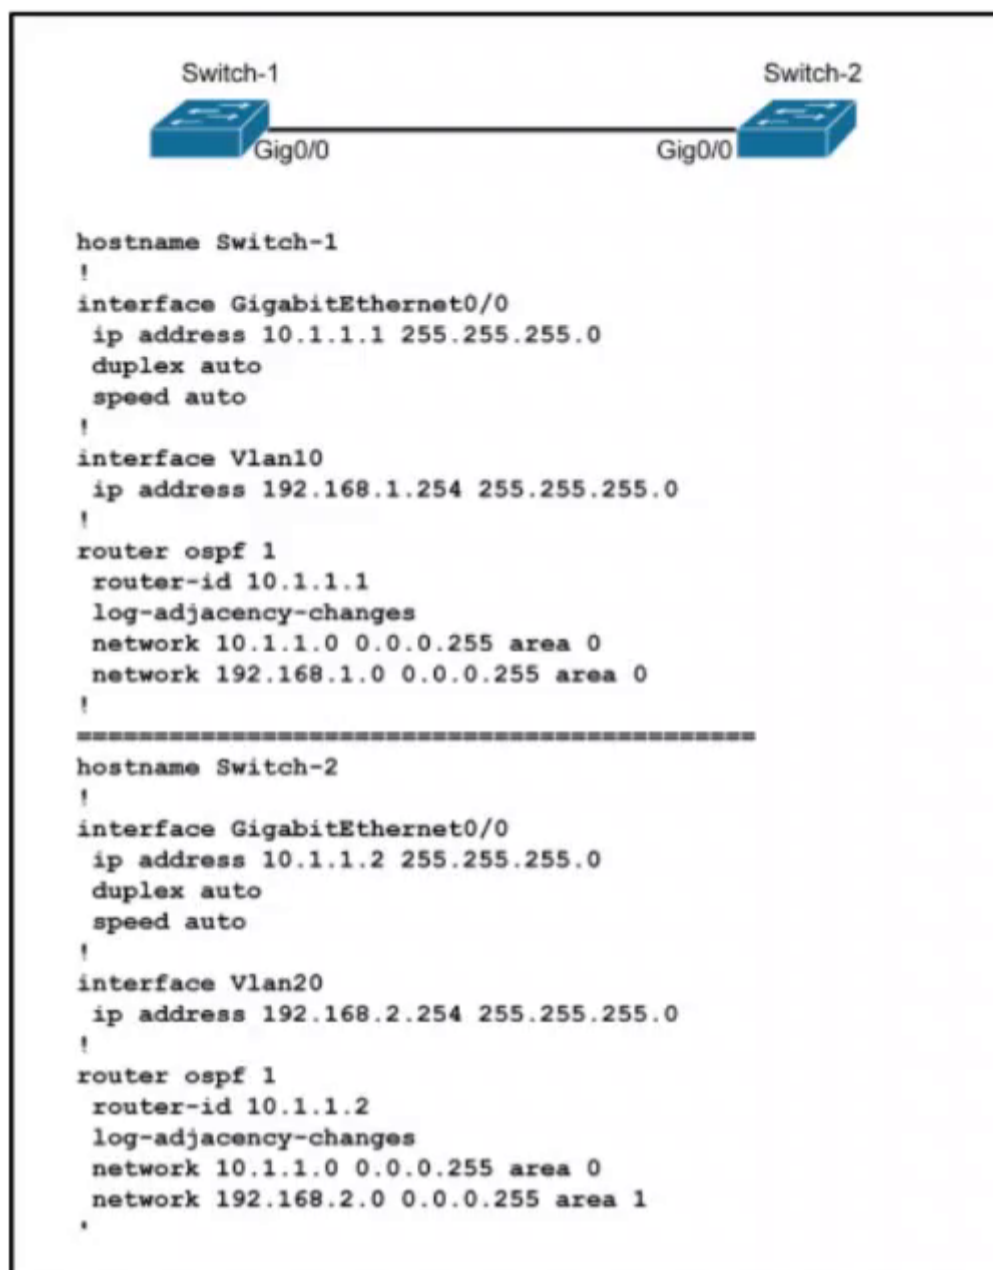 Switch-1
Switch-2
Gig0/0
Gig0/0
hostname Switch-1
!
interface GigabitEthernet0/0
ip address 10.1.1.1 255.255.255.0
duplex auto
speed auto
!
interface Vlan10
ip address 192.168.1.254 255.255.255.0
!
router ospf 1
router-id 10.1.1.1
log-adjacency-changes
network 10.1.1.0 0.0.0.255 area 0
network 192.168.1.0 0.0.0.255 area 0
!
============================================
hostname Switch-2
!
interface GigabitEthernet0/0
ip address 10.1.1.2 255.255.255.0
duplex auto
speed auto
!
interface Vlan20
ip address 192.168.2.254 255.255.255.0
!
router ospf 1
router-id 10.1.1.2
log-adjacency-changes
network 10.1.1.0 0.0.0.255 area 0
network 192.168.2.0 0.0.0.255 area 1